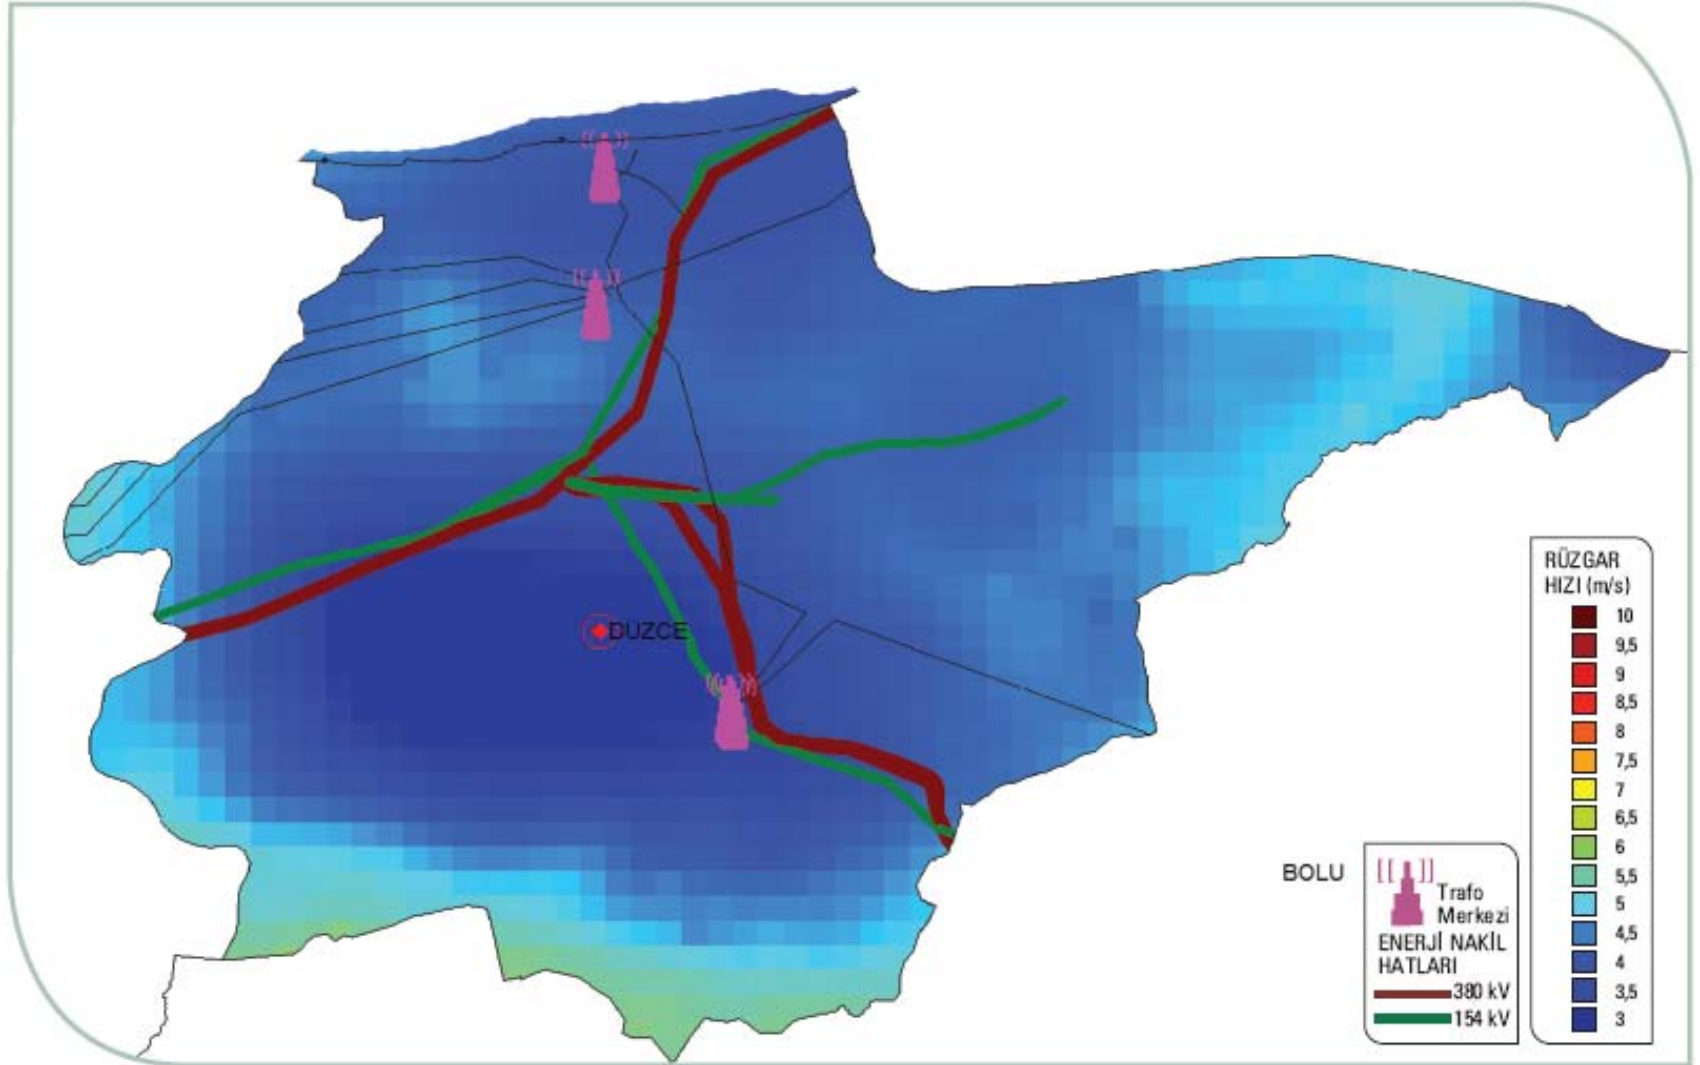 DÜZCE
BOLU
Trafo
Merkezi
ENERJİ NAKİL
HATLARI
380 kV
154 kV
RÜZGAR
HIZI (m/s)
10
9,5
9
8,5
8
7,5
7
6,5
6
5,5
5
4,5
4
3,5
3